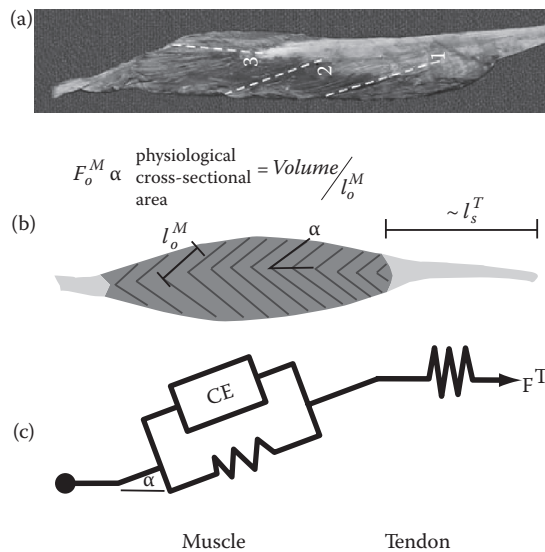 (a)
3
2
1
F_o^M α physiological cross-sectional area = Volume / l_o^M
(b)
l_o^M
α
~ l_s^T
(c)
CE
α
F^T
Muscle
Tendon